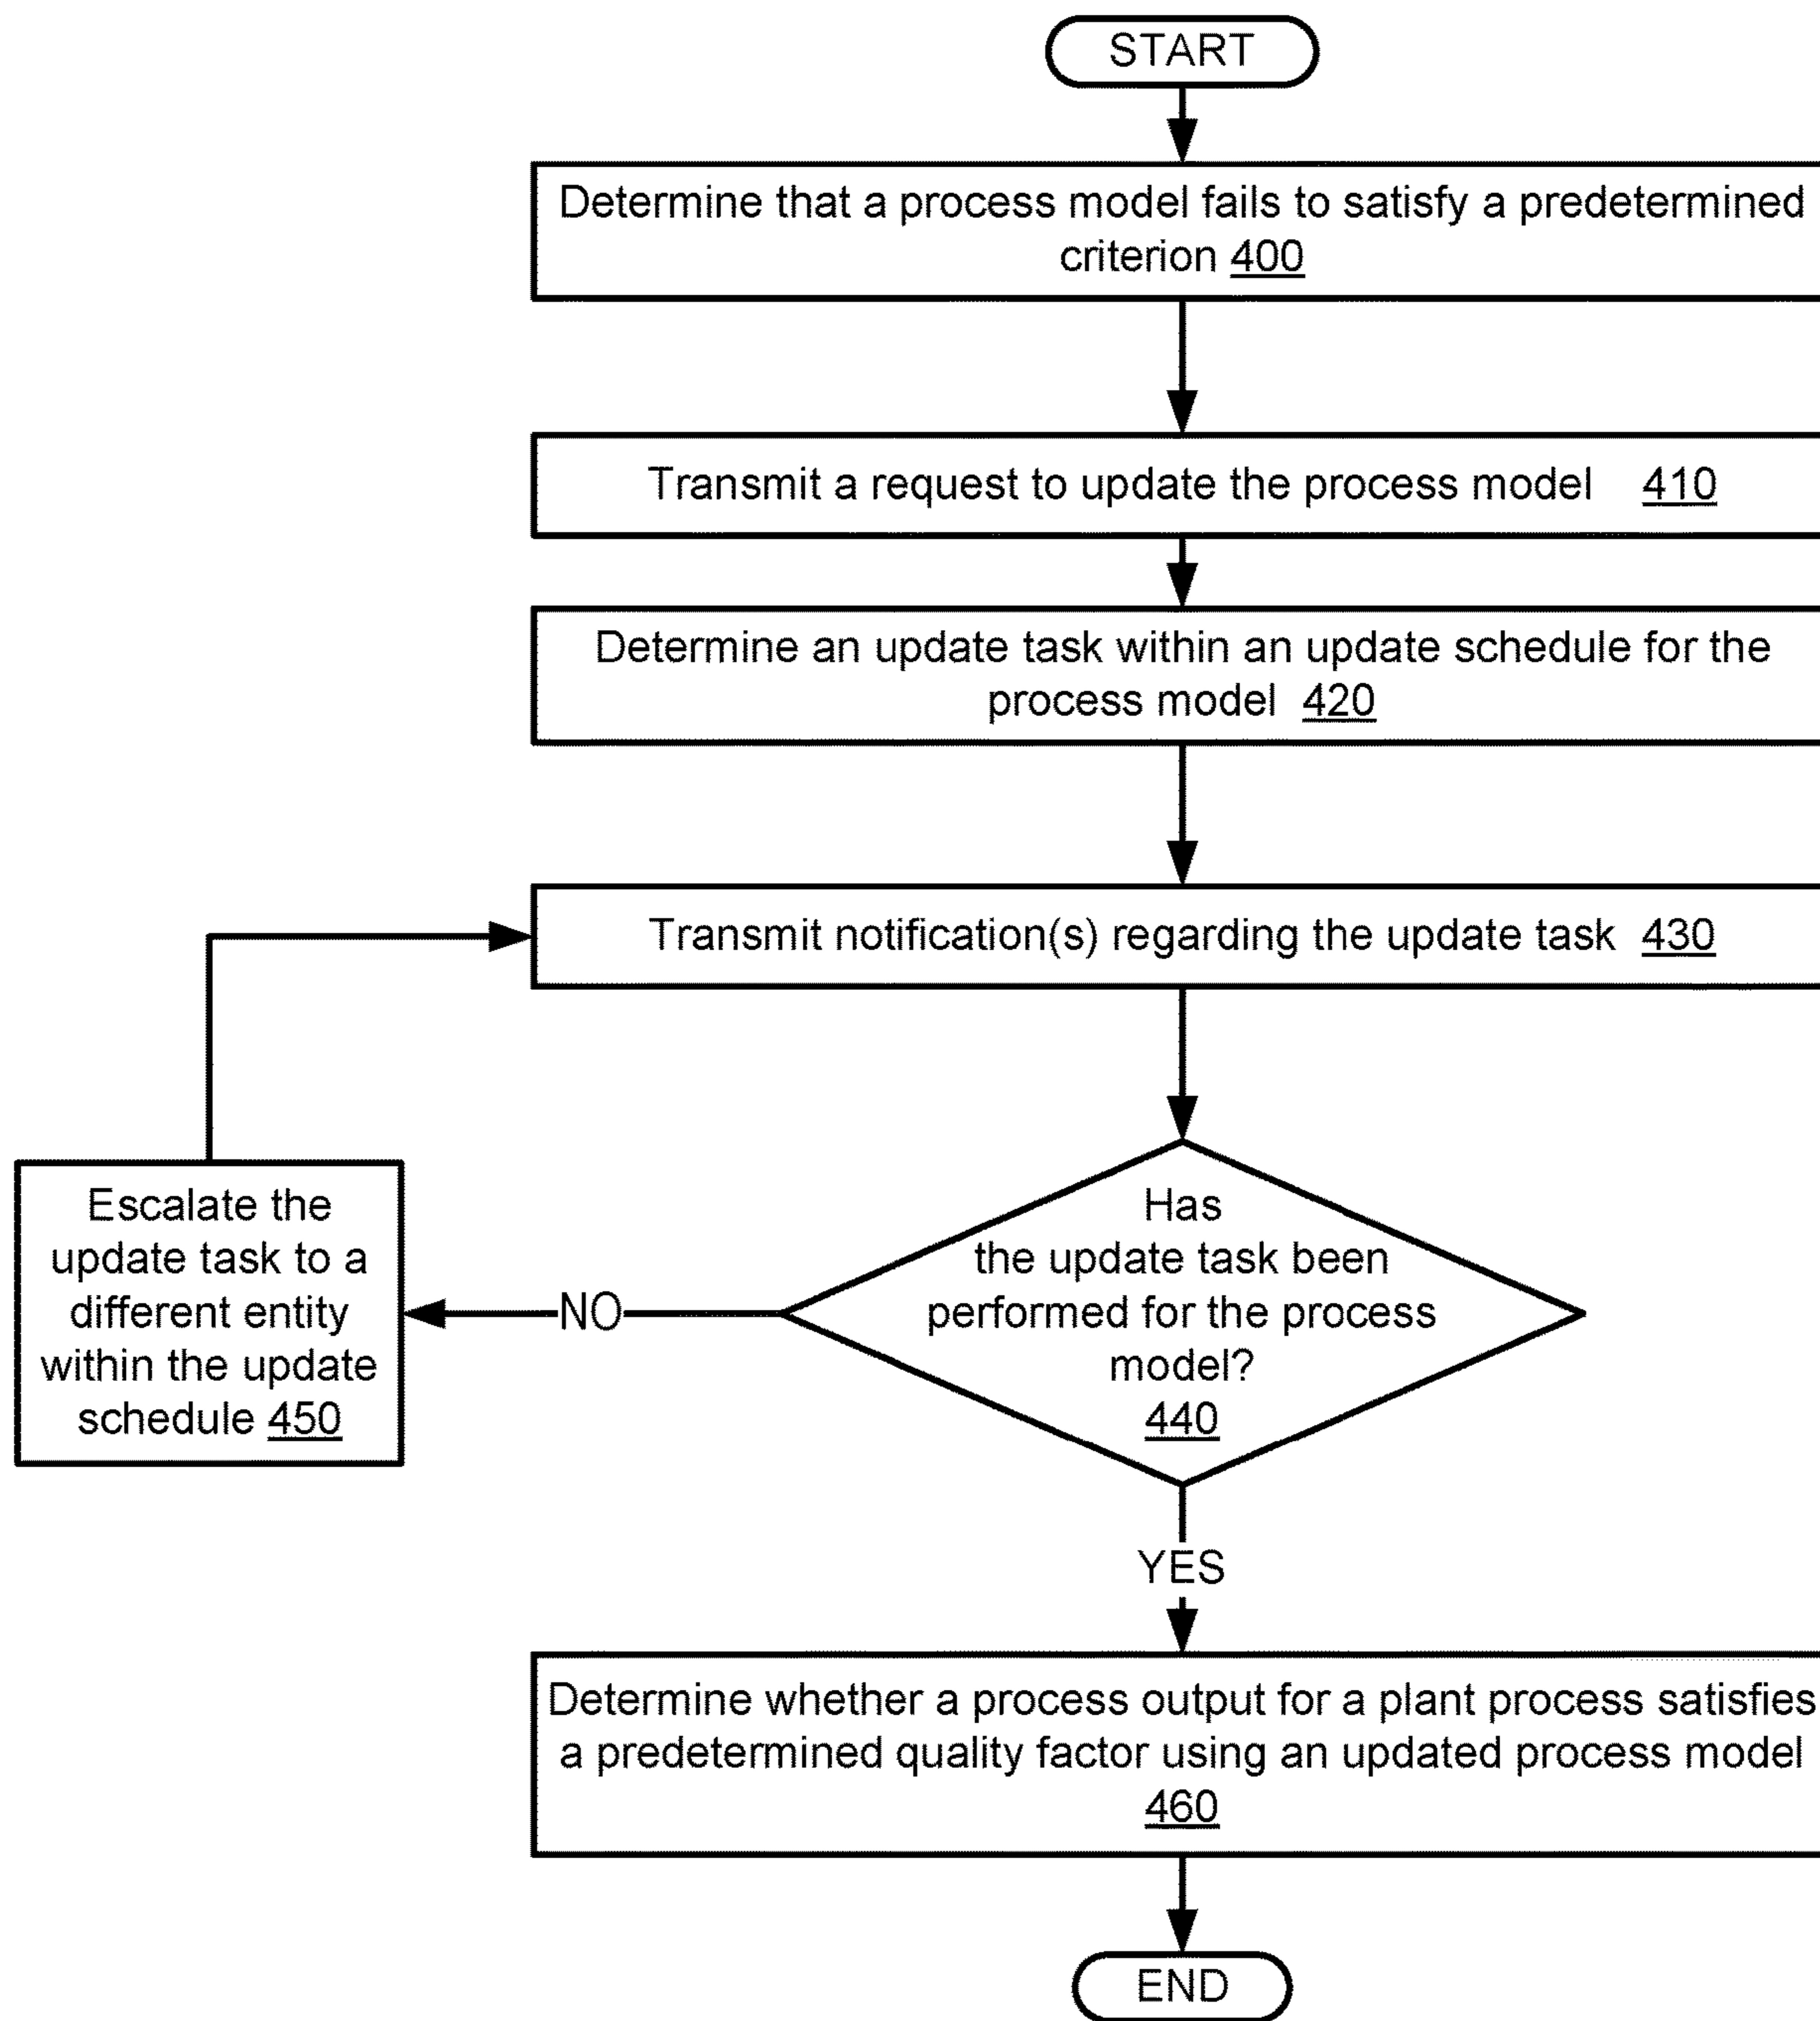 START
Determine that a process model fails to satisfy a predetermined
criterion 400
Transmit a request to update the process model 410
Determine an update task within an update schedule for the
process model 420
Transmit notification(s) regarding the update task 430
Has
the update task been
performed for the process
model?
440
NO
Escalate the
update task to a
different entity
within the update
schedule 450
YES
Determine whether a process output for a plant process satisfies
a predetermined quality factor using an updated process model
460
END